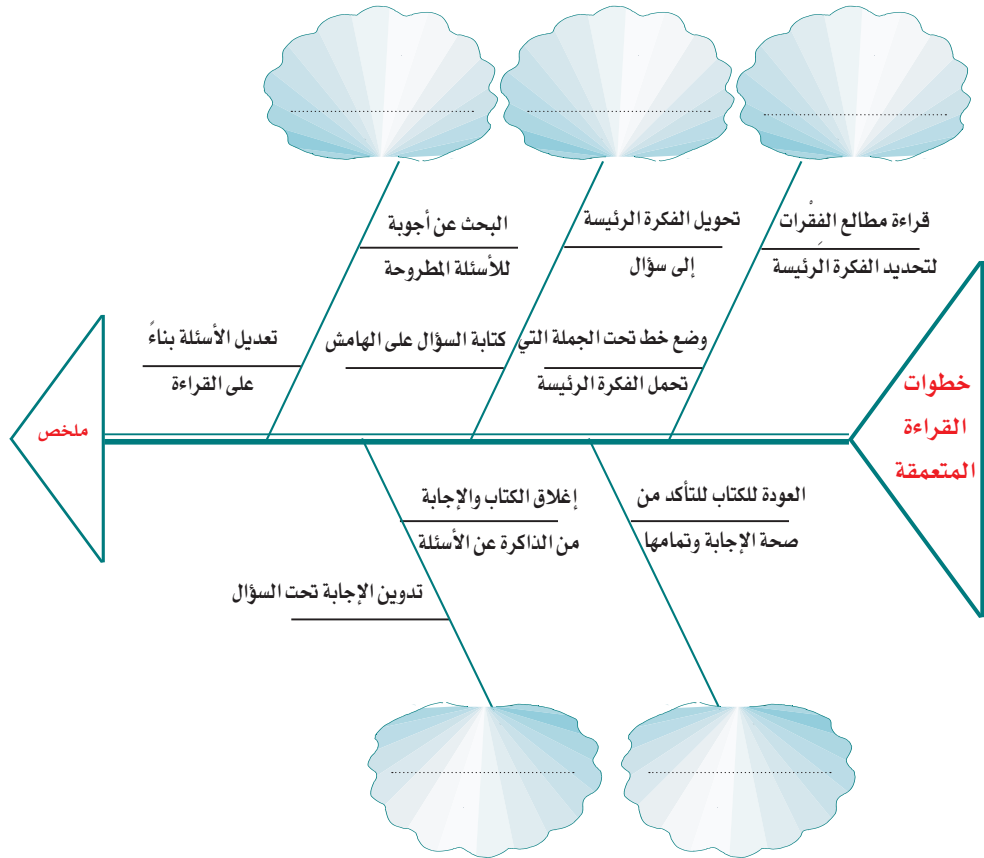 خطوات
القراءة
المتعمقة
قراءة مطالع الفقْرات
لتحديد الفكرة الرئيسة
وضع خط تحت الجملة التي
تحمل الفكرة الرئيسة
تحويل الفكرة الرئيسة
إلى سؤال
كتابة السؤال على الهامش
البحث عن أجوبة
للأسئلة المطروحة
تعديل الأسئلة بناءً
على القراءة
إغلاق الكتاب والإجابة
من الذاكرة عن الأسئلة
تدوين الإجابة تحت السؤال
العودة للكتاب للتأكد من
صحة الإجابة وتمامها
ملخص